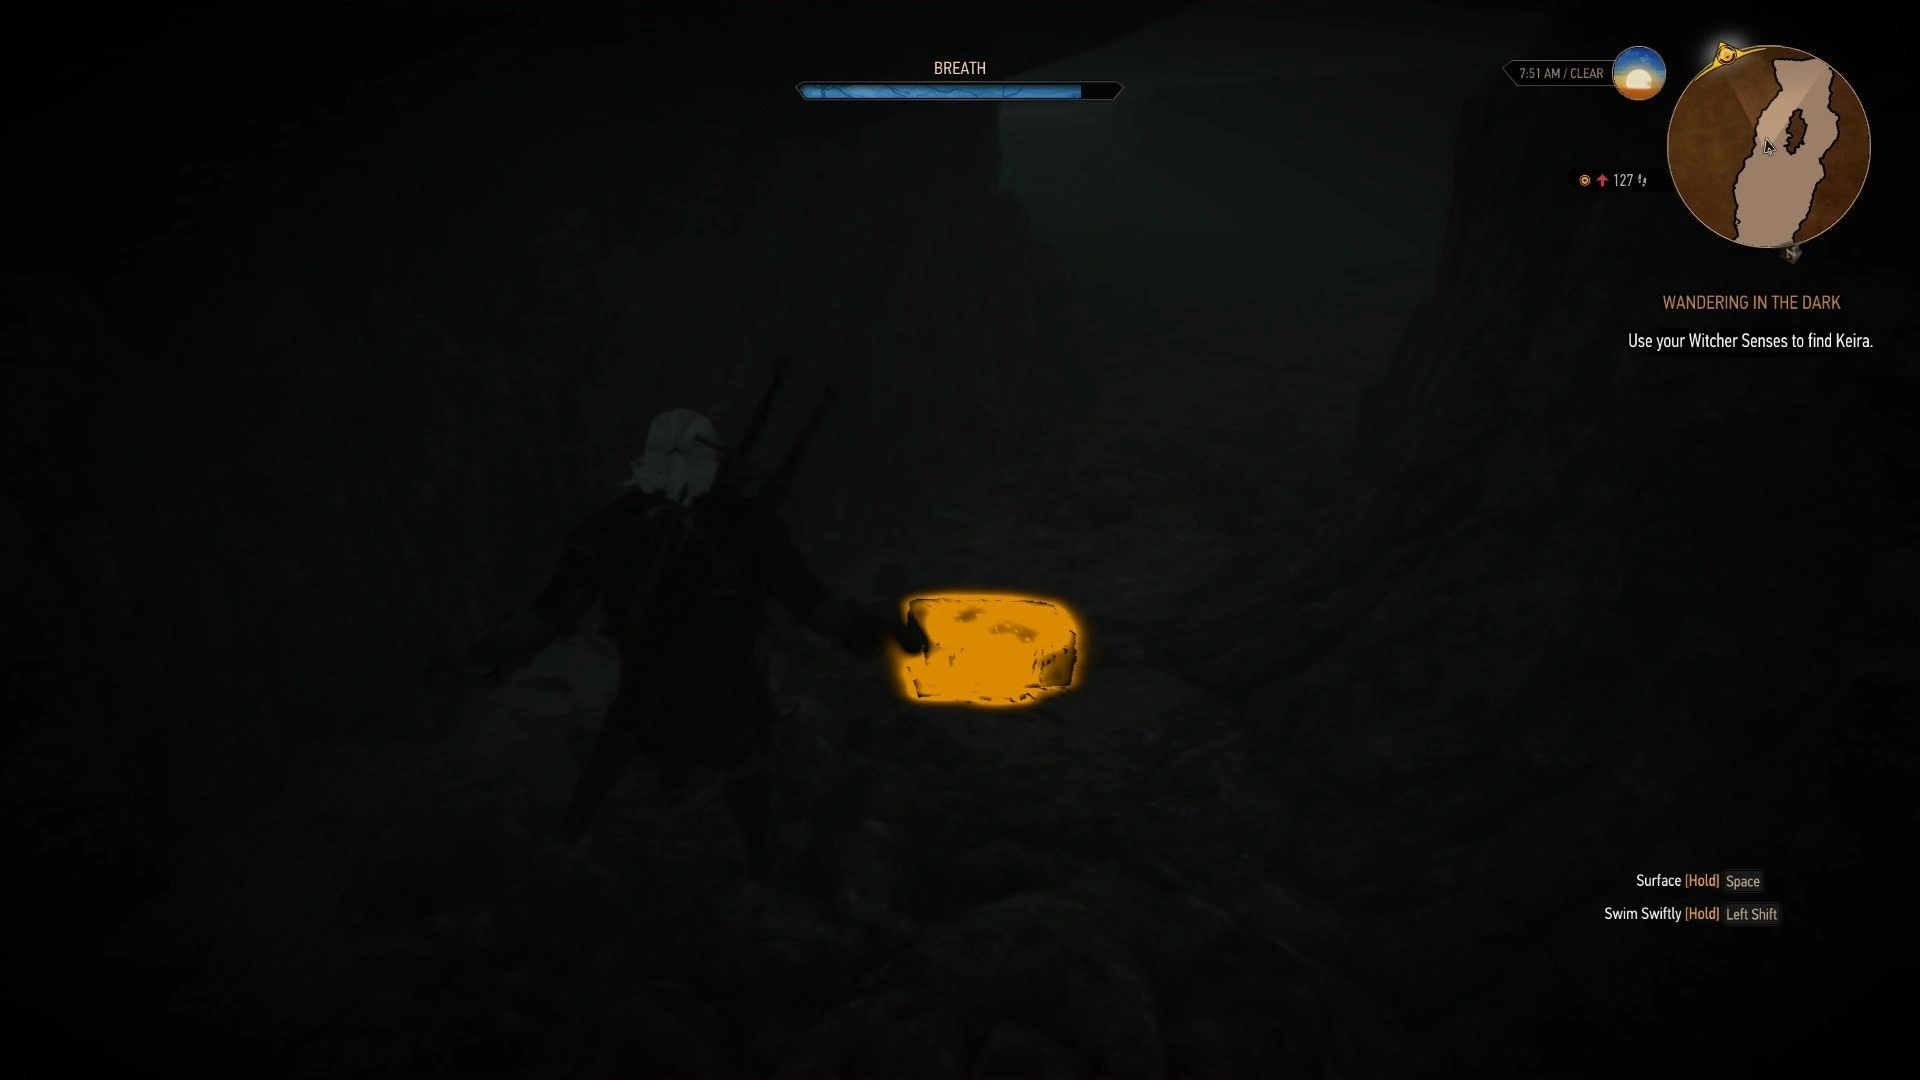 BREATH
7:51 AM / CLEAR
127
N
WANDERING IN THE DARK
Use your Witcher Senses to find Keira.
Surface [Hold] Space
Swim Swiftly [Hold] Left Shift